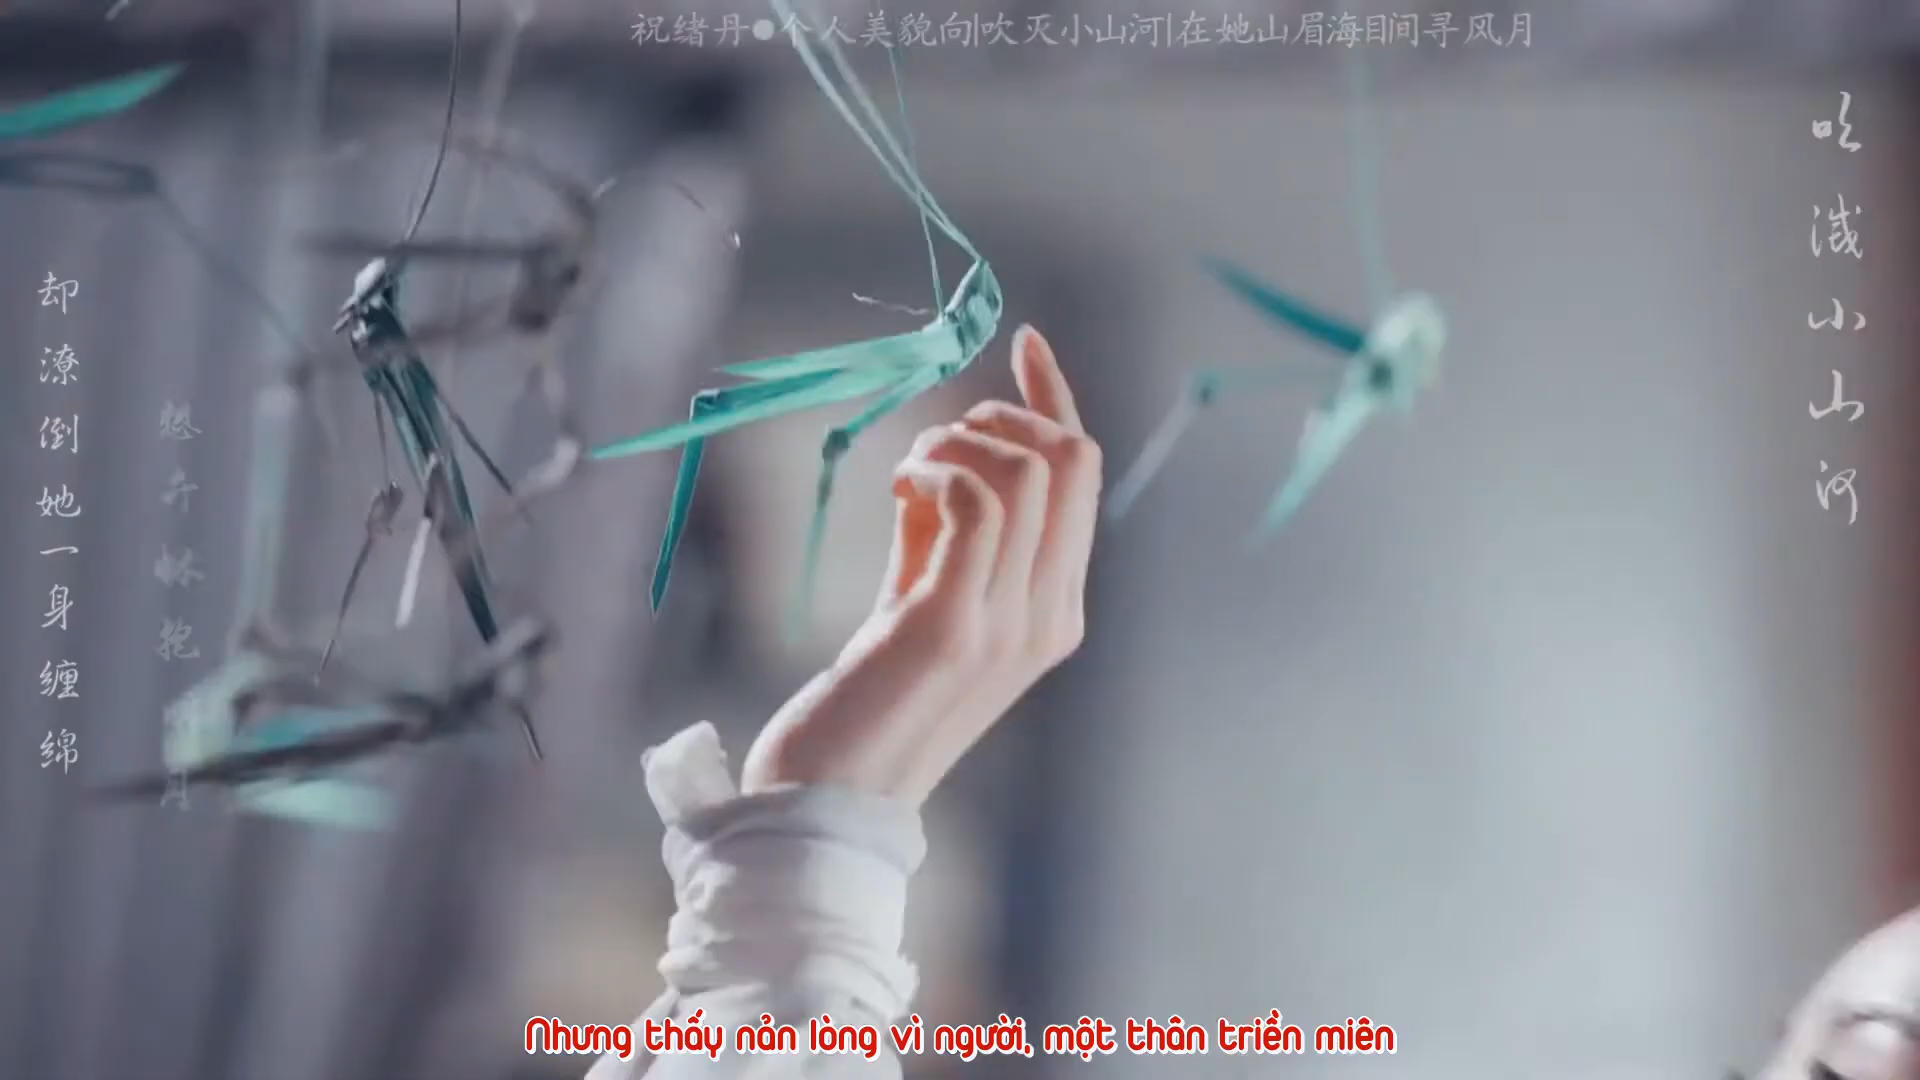 祝绪丹●个人美貌向|吹灭小山河|在她山眉海目间寻风月
吹灭小山河
却潦倒她一身缠绵
Nhưng thấy nản lòng vì người, một thân triền miên